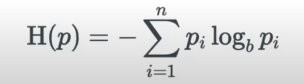 H(p) = −∑_{i=1}^{n} p_i log_b p_i